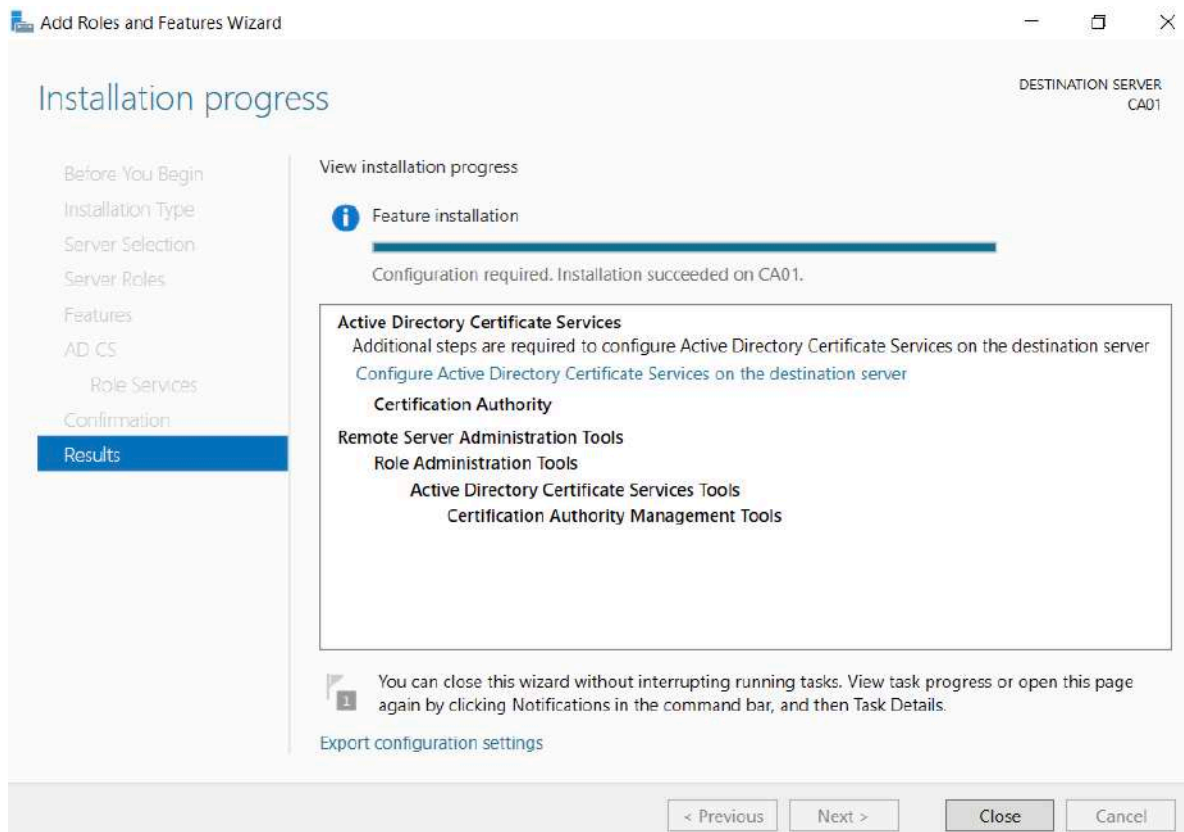 Add Roles and Features Wizard
Installation progress
DESTINATION SERVER
CA01
Before You Begin
Installation Type
Server Selection
Server Roles
Features
AD CS
Role Services
Confirmation
Results
View installation progress
Feature installation
Configuration required. Installation succeeded on CA01.
Active Directory Certificate Services
Additional steps are required to configure Active Directory Certificate Services on the destination server
Configure Active Directory Certificate Services on the destination server
Certification Authority
Remote Server Administration Tools
Role Administration Tools
Active Directory Certificate Services Tools
Certification Authority Management Tools
1
You can close this wizard without interrupting running tasks. View task progress or open this page
again by clicking Notifications in the command bar, and then Task Details.
Export configuration settings
< Previous
Next >
Close
Cancel